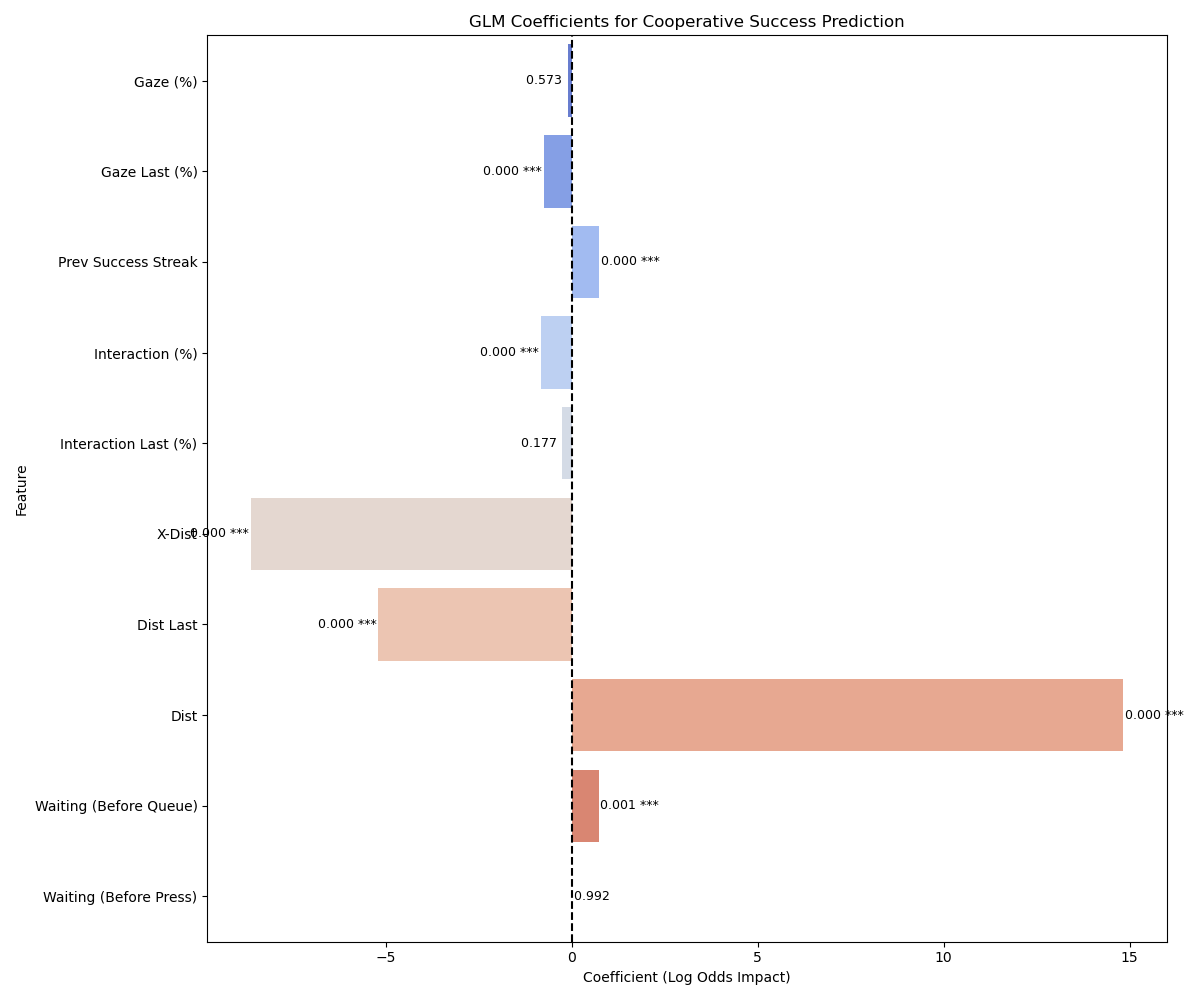 GLM Coefficients for Cooperative Success Prediction
Gaze (%)
0.573
Gaze Last (%)
0.000 ***
Prev Success Streak
0.000 ***
Interaction (%)
0.000 ***
Interaction Last (%)
0.177
X-Dist
0.000 ***
Dist Last
0.000 ***
Dist
0.000 ***
Waiting (Before Queue)
0.001 ***
Waiting (Before Press)
0.992
Feature
−5
0
5
10
15
Coefficient (Log Odds Impact)